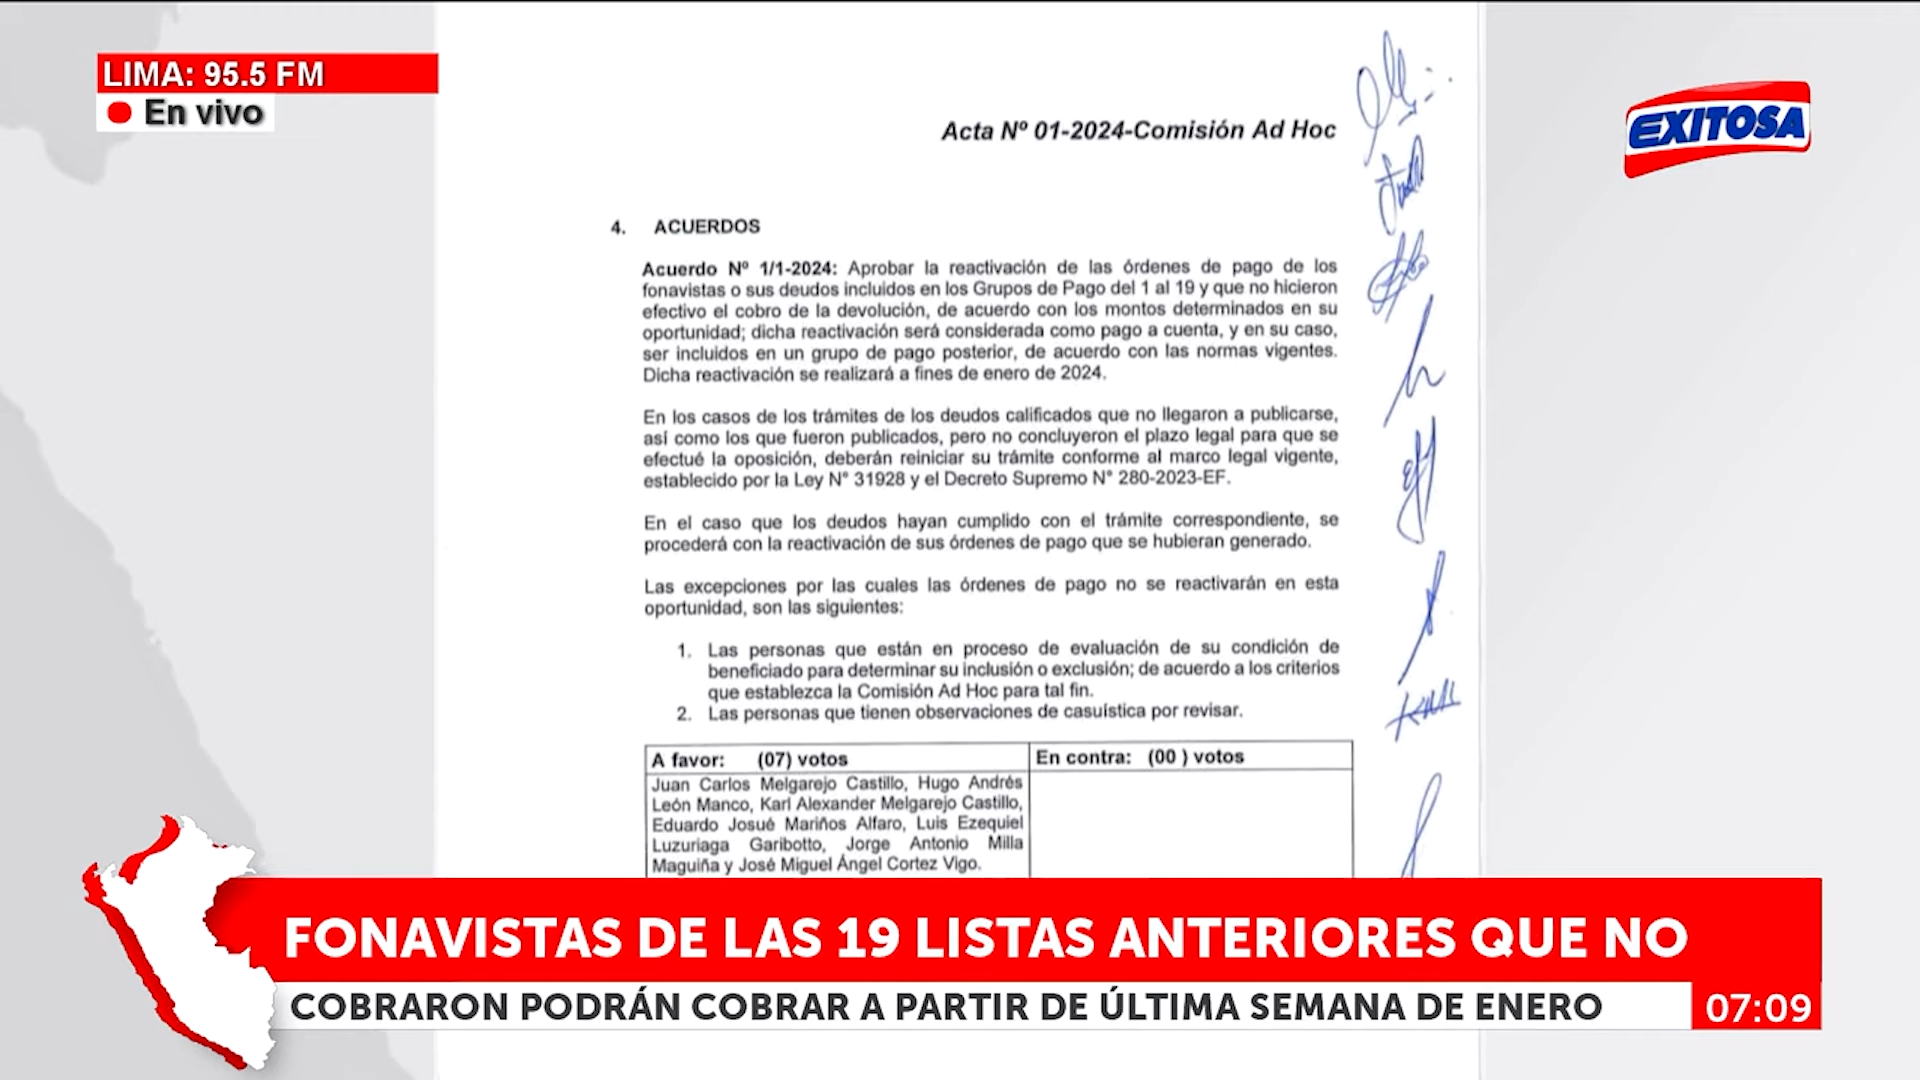 LIMA: 95.5 FM
En vivo
EXITOSA
Acta Nº 01-2024-Comisión Ad Hoc
4. ACUERDOS
Acuerdo Nº 1/1-2024: Aprobar la reactivación de las órdenes de pago de los
fonavistas o sus deudos incluidos en los Grupos de Pago del 1 al 19 y que no hicieron
efectivo el cobro de la devolución, de acuerdo con los montos determinados en su
oportunidad; dicha reactivación será considerada como pago a cuenta, y en su caso,
ser incluidos en un grupo de pago posterior, de acuerdo con las normas vigentes.
Dicha reactivación se realizará a fines de enero de 2024.
En los casos de los trámites de los deudos calificados que no llegaron a publicarse,
así como los que fueron publicados, pero no concluyeron el plazo legal para que se
efectué la oposición, deberán reiniciar su trámite conforme al marco legal vigente,
establecido por la Ley N° 31928 y el Decreto Supremo N° 280-2023-EF.
En el caso que los deudos hayan cumplido con el trámite correspondiente, se
procederá con la reactivación de sus órdenes de pago que se hubieran generado.
Las excepciones por las cuales las órdenes de pago no se reactivarán en esta
oportunidad, son las siguientes:
1. Las personas que están en proceso de evaluación de su condición de
beneficiado para determinar su inclusión o exclusión; de acuerdo a los criterios
que establezca la Comisión Ad Hoc para tal fin.
2. Las personas que tienen observaciones de casuística por revisar.
A favor: (07) votos
En contra: (00 ) votos
Juan Carlos Melgarejo Castillo, Hugo Andrés
León Manco, Karl Alexander Melgarejo Castillo,
Eduardo Josué Mariños Alfaro, Luis Ezequiel
Luzuriaga Garibotto, Jorge Antonio Milla
Maguiña y José Miguel Ángel Cortez Vigo.
FONAVISTAS DE LAS 19 LISTAS ANTERIORES QUE NO
COBRARON PODRÁN COBRAR A PARTIR DE ÚLTIMA SEMANA DE ENERO
07:09